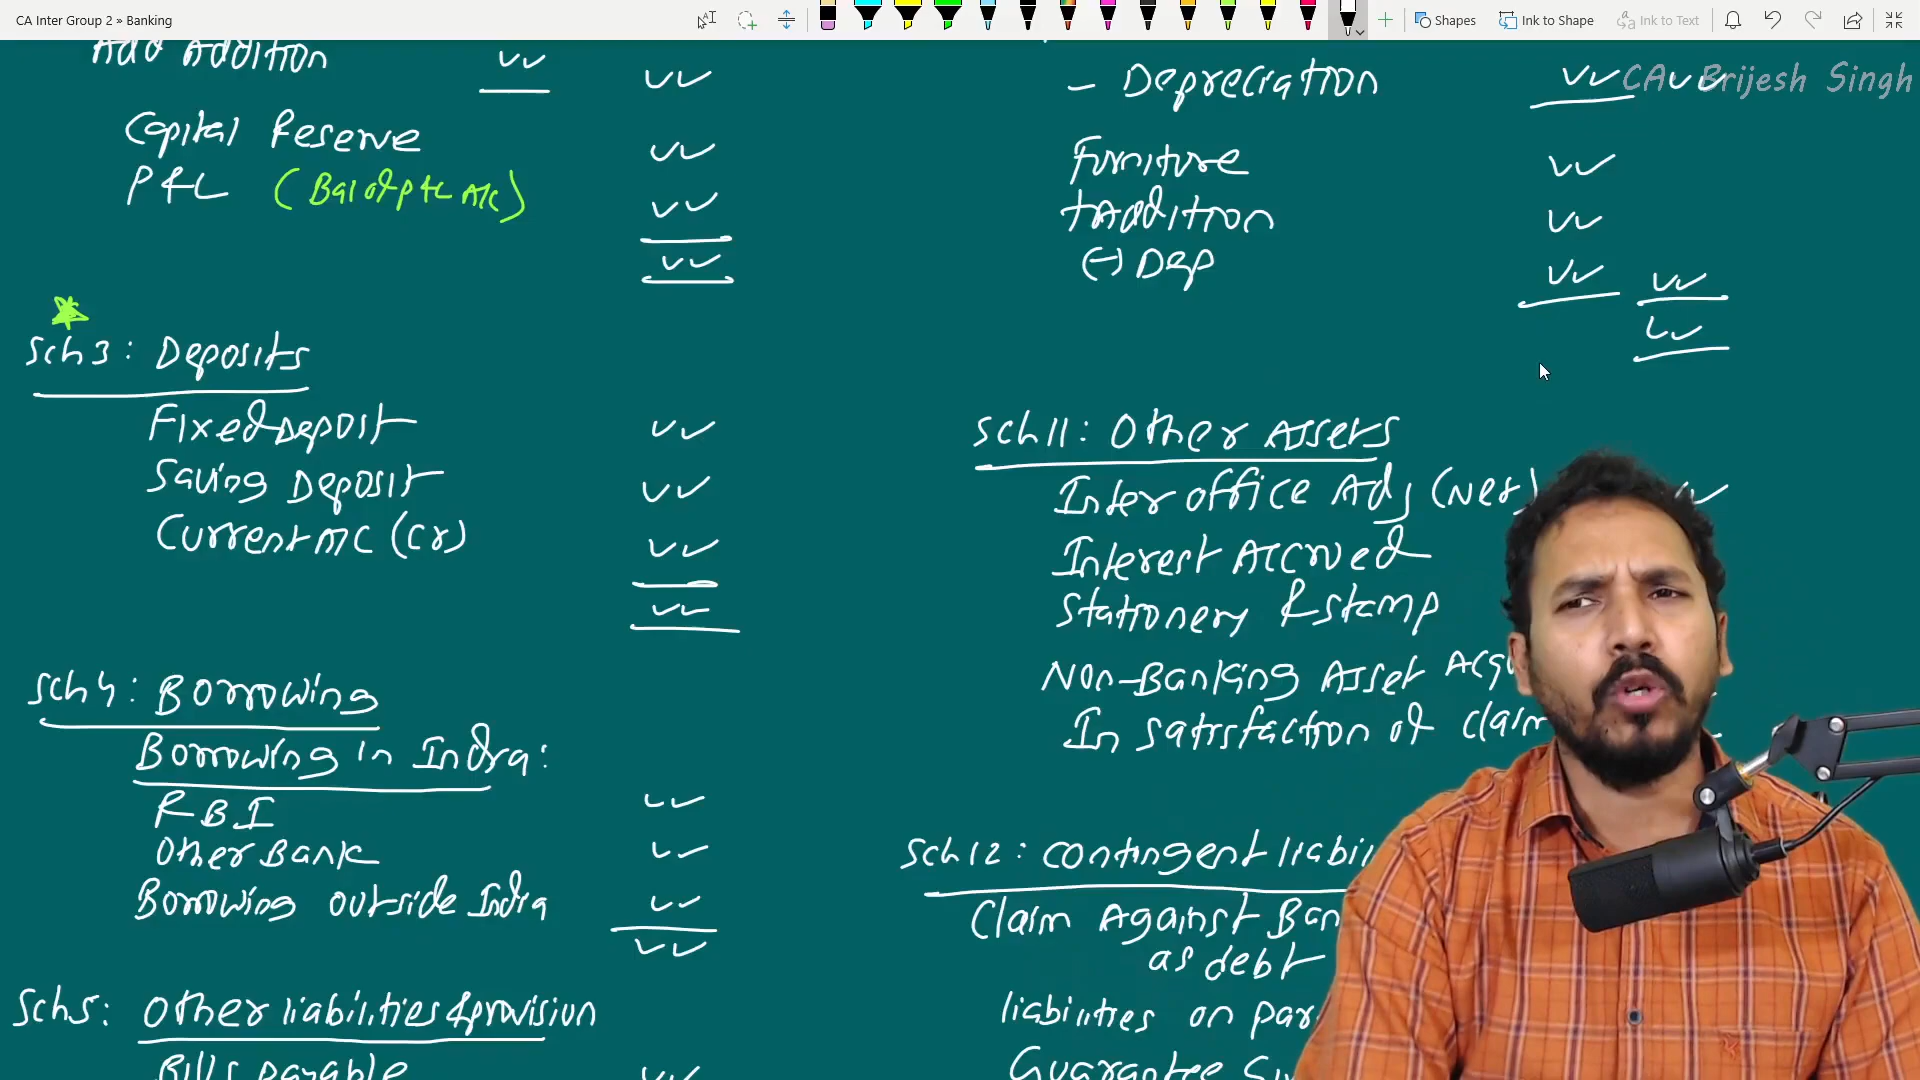 CA Inter Group 2 » Banking
Shapes
Ink to Shape
Ink to Text
CA Brijesh Singh
Add Addition
Capital Reserve
P&L (Bal of P&L A/c)
Sch 3: Deposits
Fixed Deposit
Saving Deposit
Current A/C (Cr)
Sch 4: Borrowing
Borrowing in India:
RBI
Other Bank
Borrowing outside India
Sch 5: Other liabilities & provision
Bills payable
- Depreciation
Furniture
+ Addition
(-) Dep
Sch 11: Other Assets
Inter office Adj (Net)
Interest Accrued
Stationery & stamp
Non-Banking Asset Acqu
In satisfaction of claim
Sch 12: Contingent liabil
Claim Against Ban
as debt
liabilities on par
Guarantee